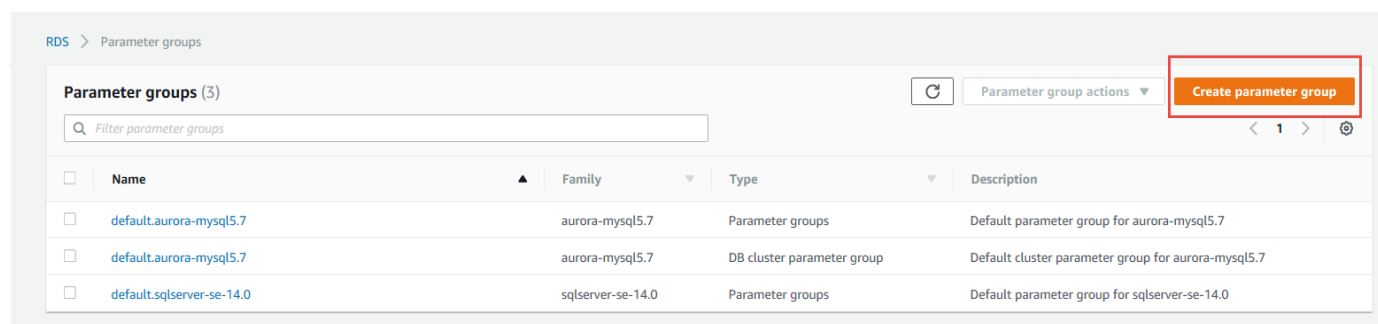 RDS > Parameter groups
Parameter groups (3)
Parameter group actions
Create parameter group
Filter parameter groups
< 1 >
Name Family Type Description
default.aurora-mysql5.7 aurora-mysql5.7 Parameter groups Default parameter group for aurora-mysql5.7
default.aurora-mysql5.7 aurora-mysql5.7 DB cluster parameter group Default cluster parameter group for aurora-mysql5.7
default.sqlserver-se-14.0 sqlserver-se-14.0 Parameter groups Default parameter group for sqlserver-se-14.0